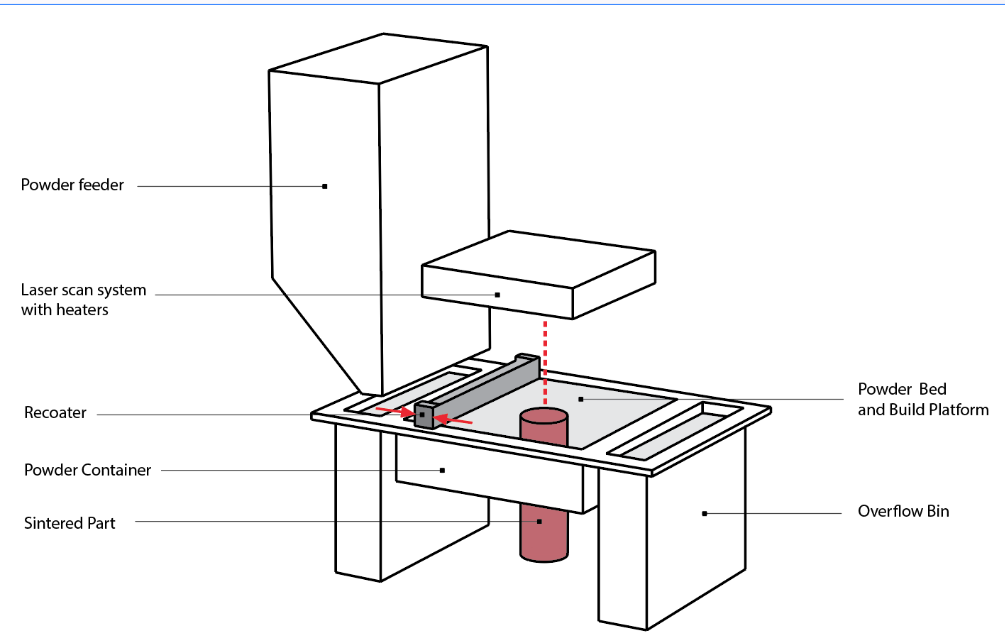 Powder feeder
Laser scan system
with heaters
Recoater
Powder Container
Sintered Part
Powder Bed
and Build Platform
Overflow Bin